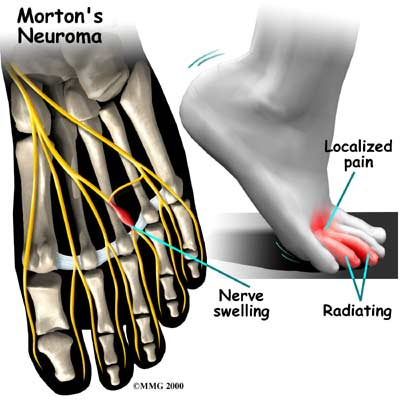 Morton's
Neuroma
Localized
pain
Nerve
swelling
Radiating
©MMG 2000